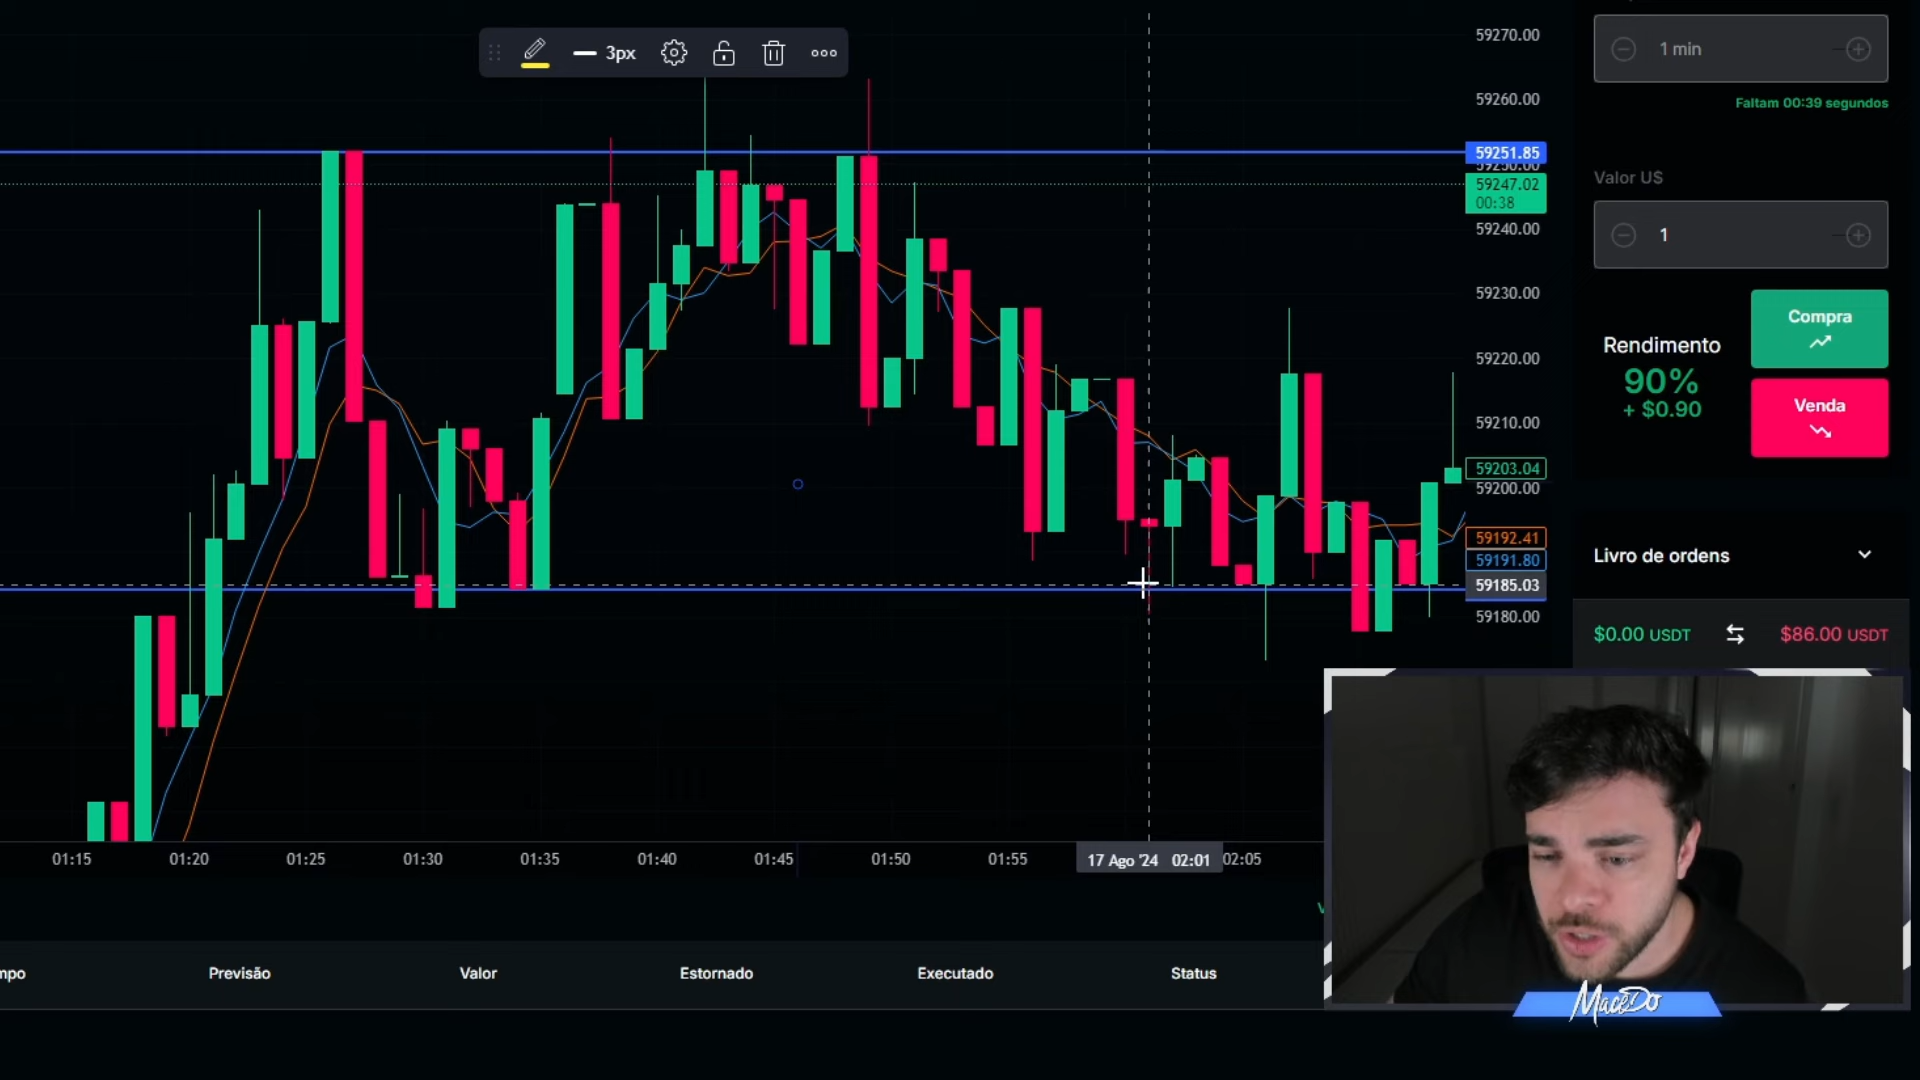 3px
59270.00
59260.00
59251.85
59250.00
59247.02
00:38
59240.00
59230.00
59220.00
59210.00
59203.04
59200.00
59192.41
59191.80
59185.03
59180.00
01:15
01:20
01:25
01:30
01:35
01:40
01:45
01:50
01:55
17 Ago '24 02:01
02:05
1 min
Faltam 00:39 segundos
Valor U$
1
Rendimento
90%
+ $0.90
Compra
Venda
Livro de ordens
$0.00 USDT
$86.00 USDT
mpo
Previsão
Valor
Estornado
Executado
Status
MaceDo